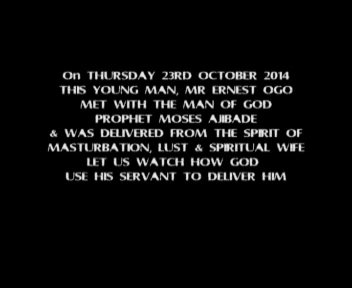 On THURSDAY 23RD OCTOBER 2014
THIS YOUNG MAN, MR ERNEST OGO
MET WITH THE MAN OF GOD
PROPHET MOSES AJIBADE
& WAS DELIVERED FROM THE SPIRIT OF
MASTURBATION, LUST & SPIRITUAL WIFE
LET US WATCH HOW GOD
USE HIS SERVANT TO DELIVER HIM